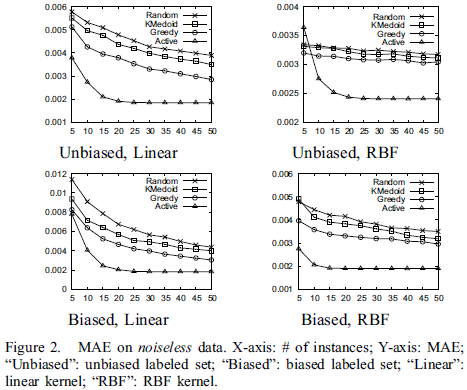 0.006
0.005
0.004
0.003
0.002
0.001
Random
KMedoid
Greedy
Active
5 10 15 20 25 30 35 40 45 50
Unbiased, Linear
0.004
0.0035
0.003
0.0025
0.002
Random
KMedoid
Greedy
Active
5 10 15 20 25 30 35 40 45 50
Unbiased, RBF
0.012
0.01
0.008
0.006
0.004
0.002
0
Random
KMedoid
Greedy
Active
5 10 15 20 25 30 35 40 45 50
Biased, Linear
0.006
0.005
0.004
0.003
0.002
0.001
Random
KMedoid
Greedy
Active
5 10 15 20 25 30 35 40 45 50
Biased, RBF
Figure 2. MAE on noiseless data. X-axis: # of instances; Y-axis: MAE;
“Unbiased”: unbiased labeled set; “Biased”: biased labeled set; “Linear”:
linear kernel; “RBF”: RBF kernel.